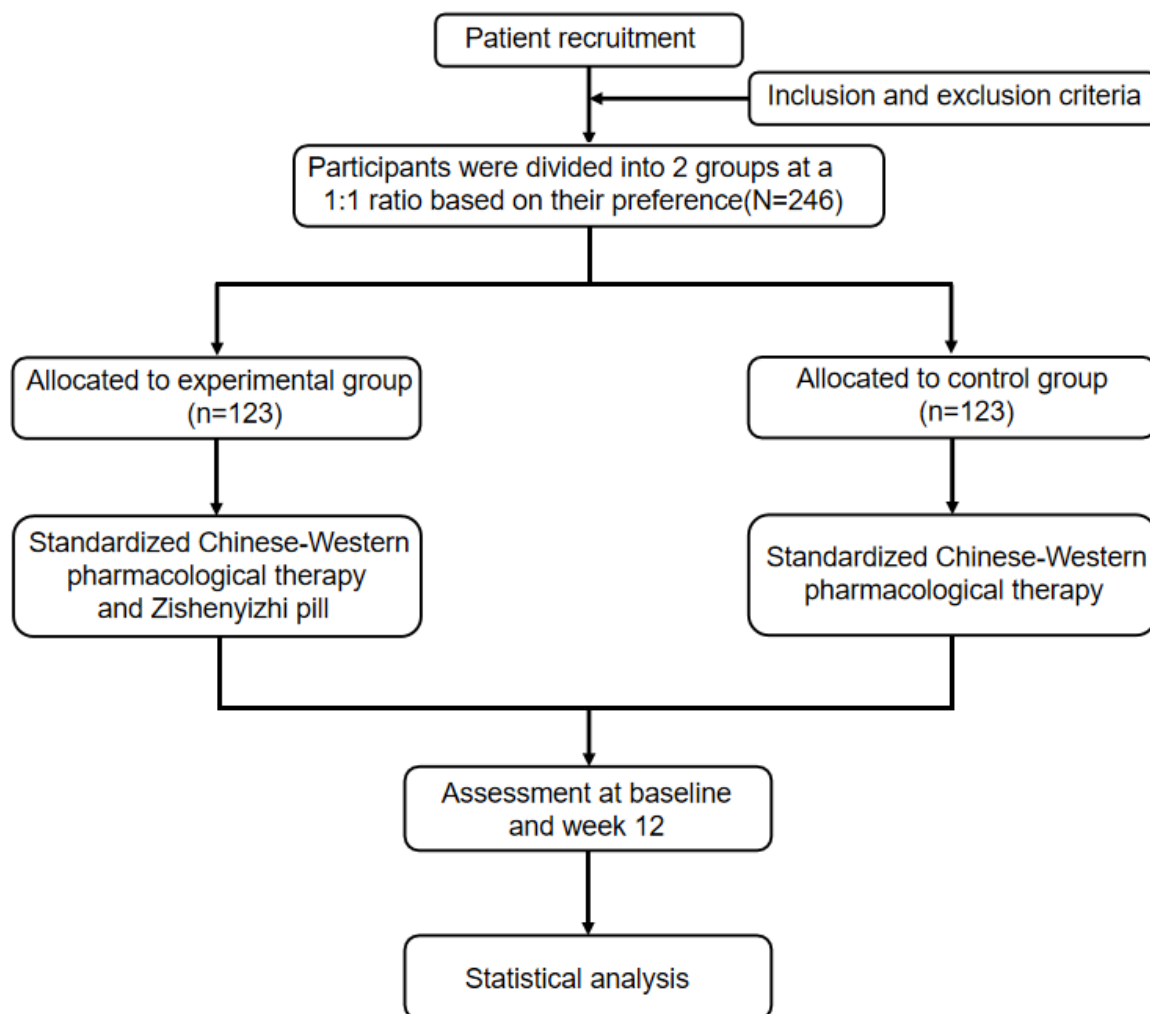 Patient recruitment
Inclusion and exclusion criteria
Participants were divided into 2 groups at a
1:1 ratio based on their preference(N=246)
Allocated to experimental group
(n=123)
Allocated to control group
(n=123)
Standardized Chinese-Western
pharmacological therapy
and Zishenyizhi pill
Standardized Chinese-Western
pharmacological therapy
Assessment at baseline
and week 12
Statistical analysis